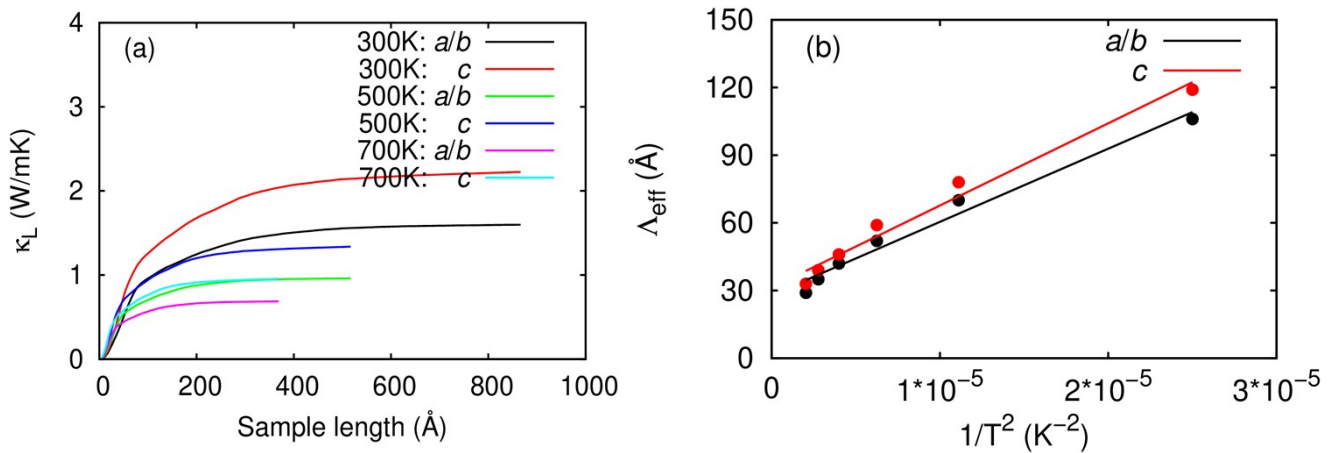 (a)
300K: a/b
300K: c
500K: a/b
500K: c
700K: a/b
700K: c
4
3
2
1
0
κL (W/mK)
0 200 400 600 800 1000
Sample length (Å)
(b)
a/b
c
150
120
90
60
30
0
Λeff (Å)
0 1*10⁻⁵ 2*10⁻⁵ 3*10⁻⁵
1/T² (K⁻²)